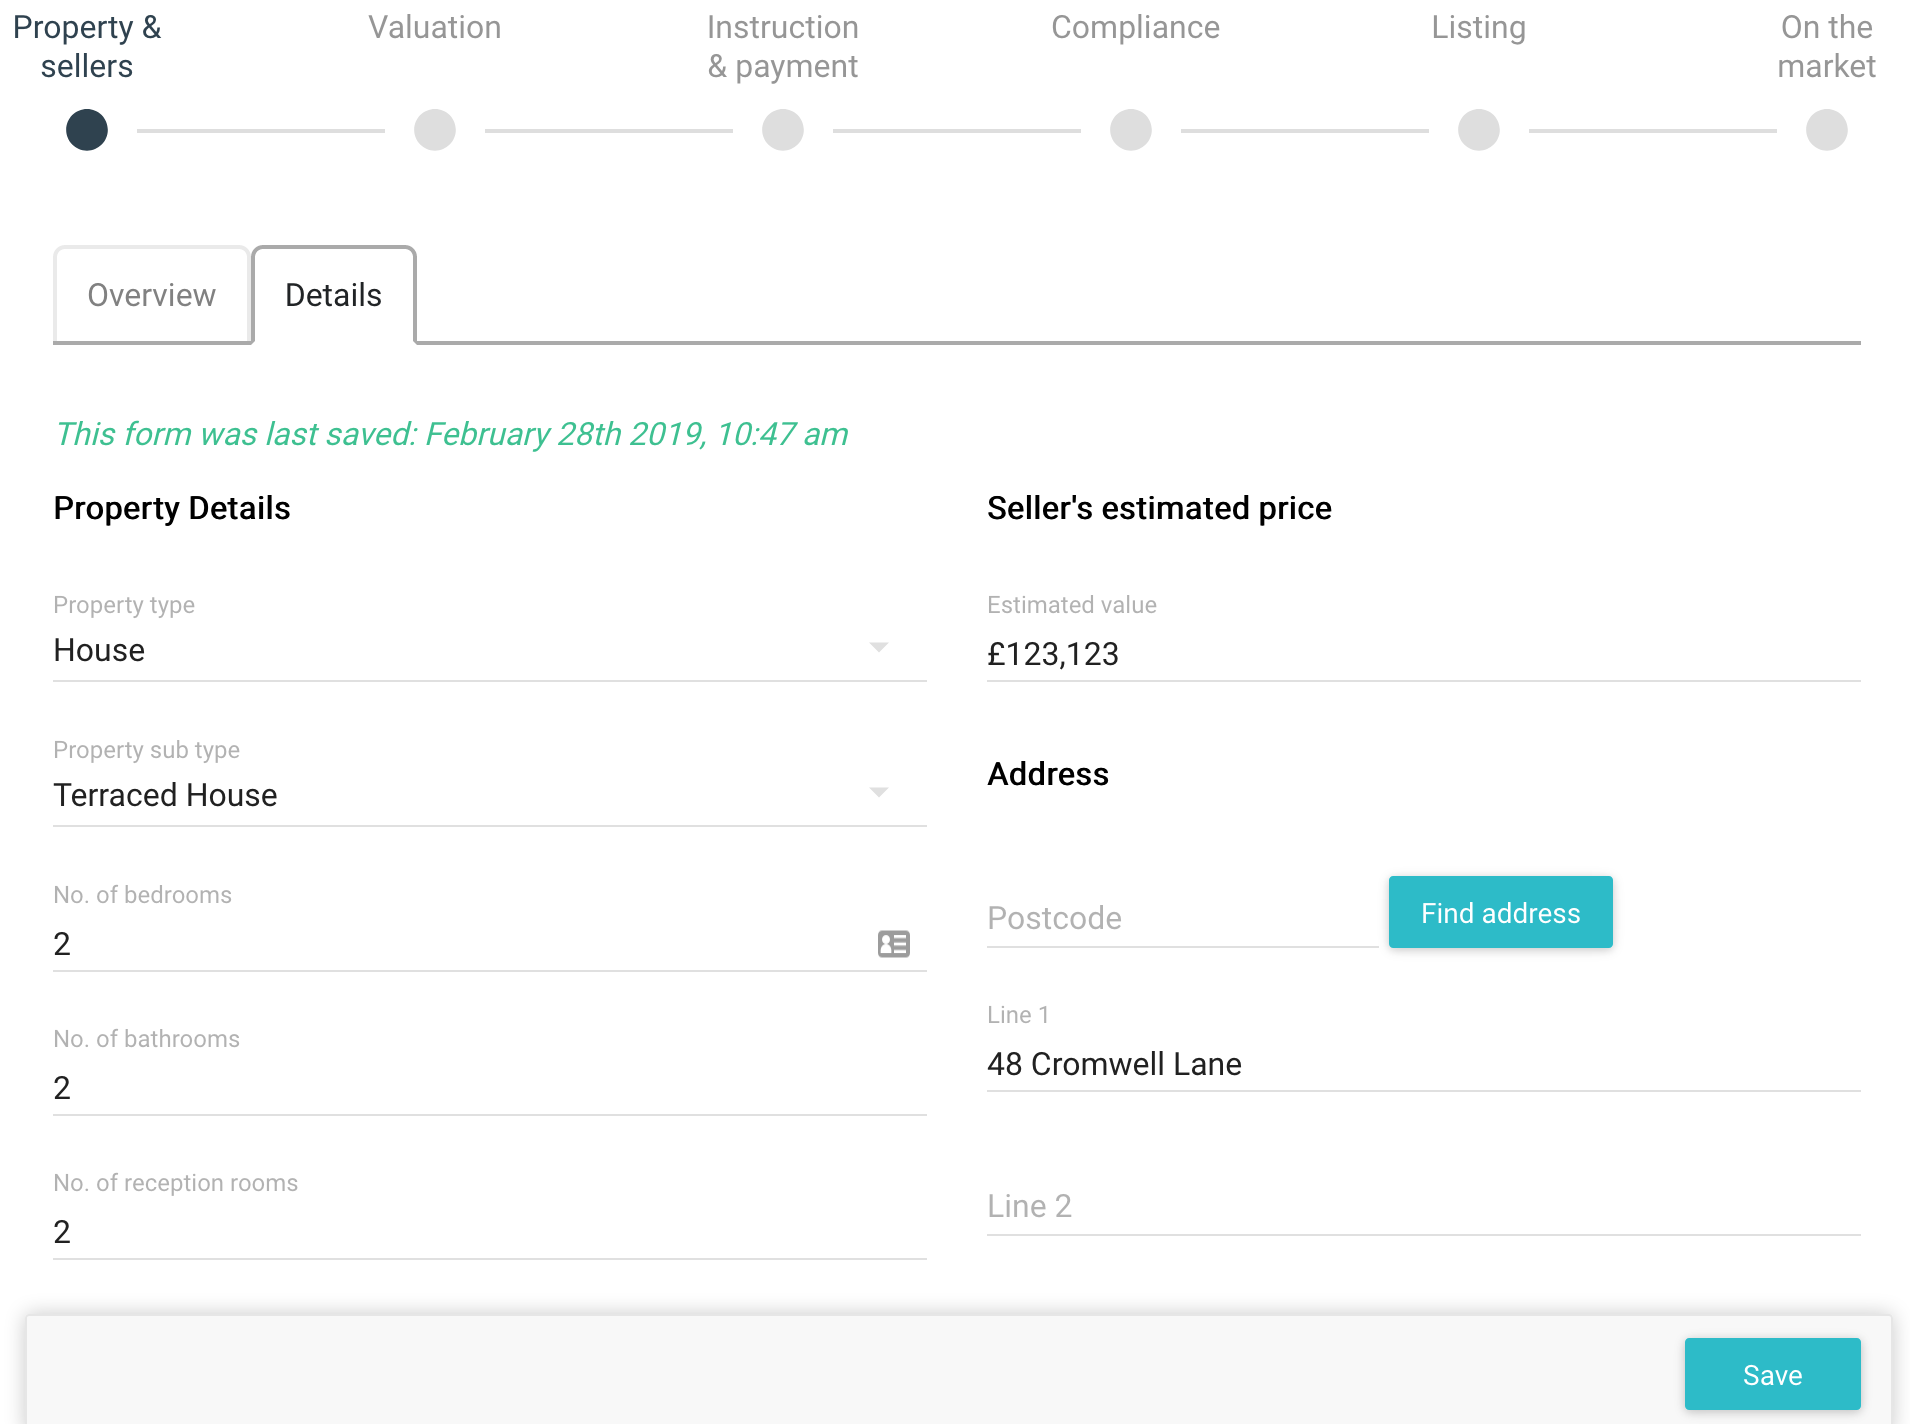 Property &
sellers
Valuation
Instruction
& payment
Compliance
Listing
On the
market
Overview
Details
This form was last saved: February 28th 2019, 10:47 am
Property Details
Property type
House
Property sub type
Terraced House
No. of bedrooms
2
No. of bathrooms
2
No. of reception rooms
2
Seller's estimated price
Estimated value
£123,123
Address
Postcode
Find address
Line 1
48 Cromwell Lane
Line 2
Save